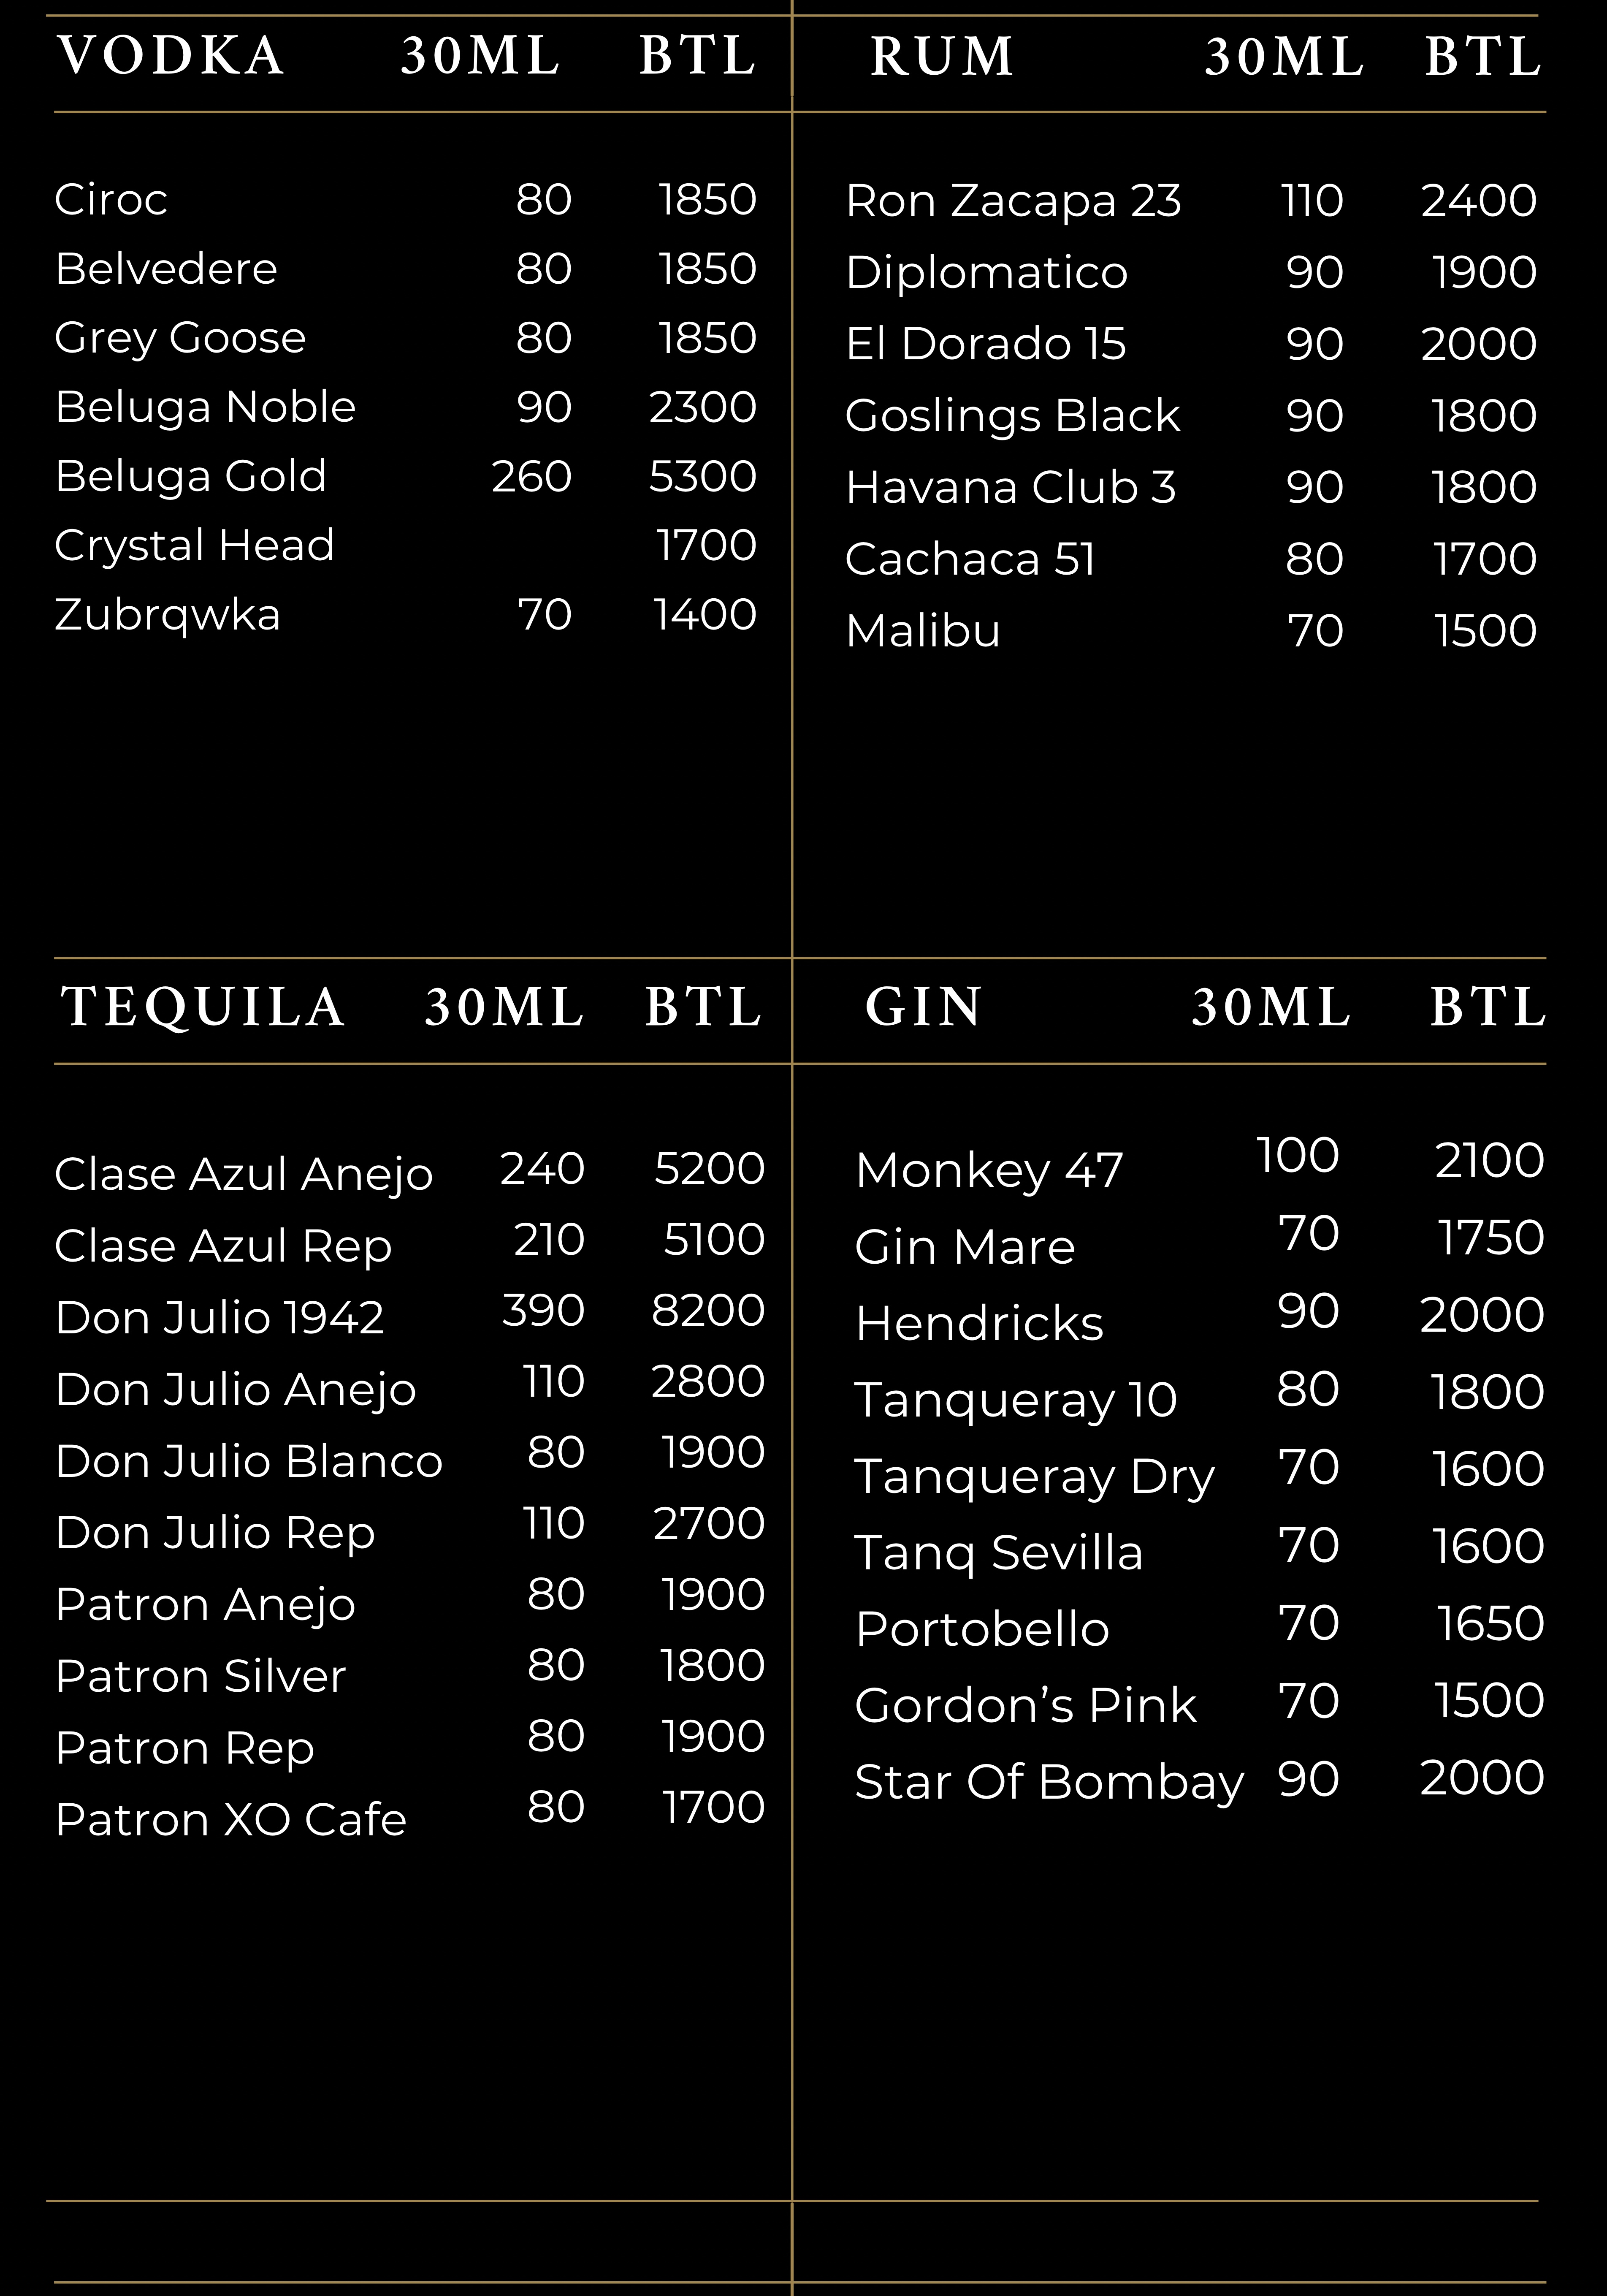 VODKA 30ML BTL
Ciroc 80 1850
Belvedere 80 1850
Grey Goose 80 1850
Beluga Noble 90 2300
Beluga Gold 260 5300
Crystal Head 1700
Zubrqwka 70 1400
RUM 30ML BTL
Ron Zacapa 23 110 2400
Diplomatico 90 1900
El Dorado 15 90 2000
Goslings Black 90 1800
Havana Club 3 90 1800
Cachaca 51 80 1700
Malibu 70 1500
TEQUILA 30ML BTL
Clase Azul Anejo 240 5200
Clase Azul Rep 210 5100
Don Julio 1942 390 8200
Don Julio Anejo 110 2800
Don Julio Blanco 80 1900
Don Julio Rep 110 2700
Patron Anejo 80 1900
Patron Silver 80 1800
Patron Rep 80 1900
Patron XO Cafe 80 1700
GIN 30ML BTL
Monkey 47 100 2100
Gin Mare 70 1750
Hendricks 90 2000
Tanqueray 10 80 1800
Tanqueray Dry 70 1600
Tanq Sevilla 70 1600
Portobello 70 1650
Gordon’s Pink 70 1500
Star Of Bombay 90 2000